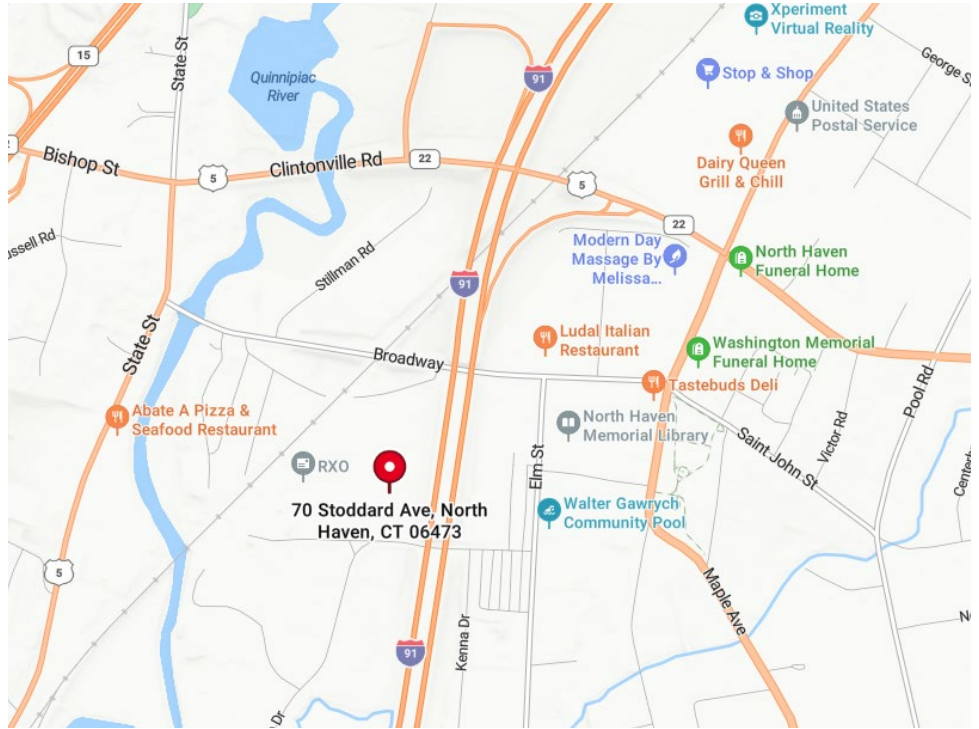 Xperiment
Virtual Reality
15
State St
Quinnipiac
River
91
Stop & Shop
George S
United States
Postal Service
Bishop St
5
Clintonville Rd
22
Dairy Queen
Grill & Chill
5
22
ssell Rd
Stillman Rd
Modern Day
Massage By
Melissa...
North Haven
Funeral Home
91
State St
Broadway
Ludal Italian
Restaurant
Washington Memorial
Funeral Home
Tastebuds Deli
Pool Rd
Abate A Pizza &
Seafood Restaurant
North Haven
Memorial Library
Saint John St
Victor Rd
RXO
Elm St
Centerb
70 Stoddard Ave, North
Haven, CT 06473
Walter Gawrych
Community Pool
5
Maple Ave
Kenna Dr
91
Dr